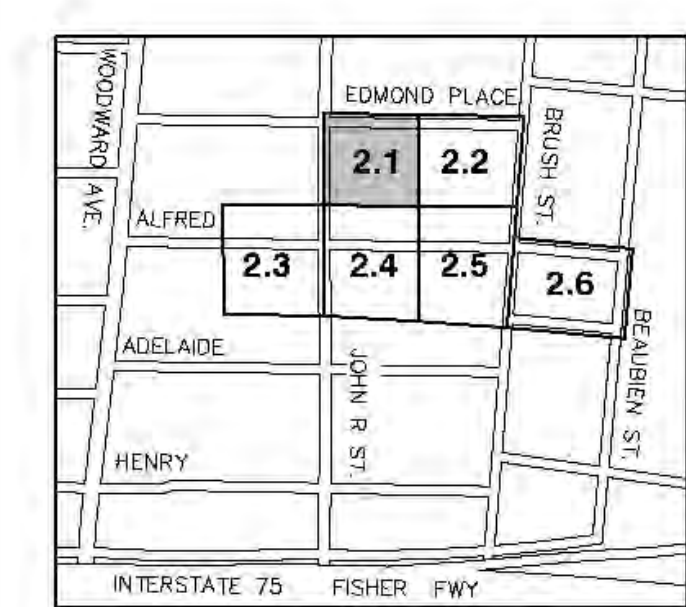 EDMOND PLACE
WOODWARD AVE.
2.1
2.2
BRUSH ST.
ALFRED
2.3
2.4
2.5
2.6
ADELAIDE
JOHN R ST.
BEAUBIEN ST.
HENRY
INTERSTATE 75 FISHER FWY